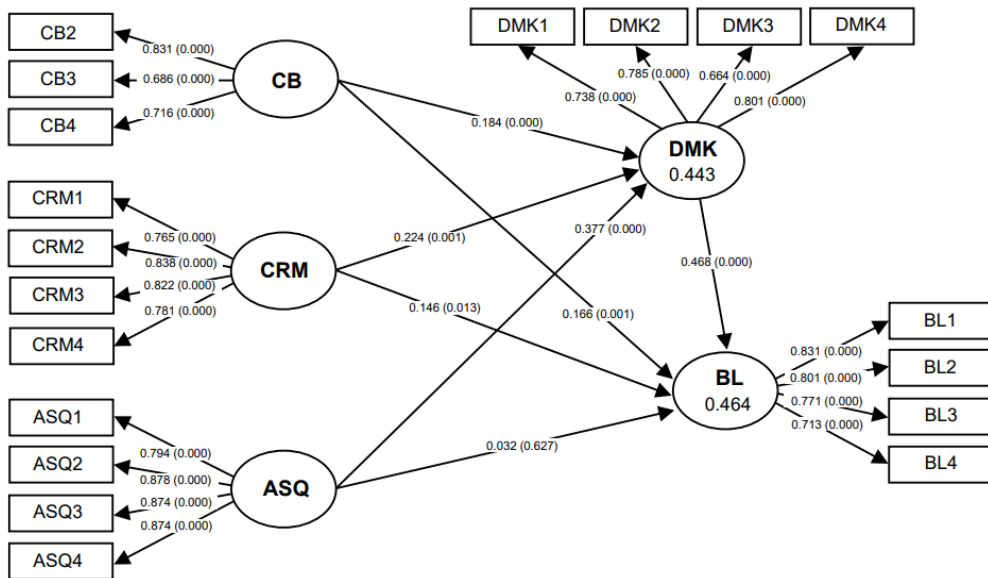 DMK1
DMK2
DMK3
DMK4
CB2
CB3
CB4
0.831 (0.000)
0.686 (0.000)
0.716 (0.000)
CB
0.738 (0.000)
0.785 (0.000)
0.664 (0.000)
0.801 (0.000)
0.184 (0.000)
DMK
0.443
CRM1
CRM2
CRM3
CRM4
0.765 (0.000)
0.838 (0.000)
0.822 (0.000)
0.781 (0.000)
CRM
0.224 (0.001)
0.377 (0.000)
0.468 (0.000)
0.146 (0.013)
0.166 (0.001)
BL
0.464
0.831 (0.000)
0.801 (0.000)
0.771 (0.000)
0.713 (0.000)
BL1
BL2
BL3
BL4
ASQ1
ASQ2
ASQ3
ASQ4
0.794 (0.000)
0.878 (0.000)
0.874 (0.000)
0.874 (0.000)
ASQ
0.032 (0.627)